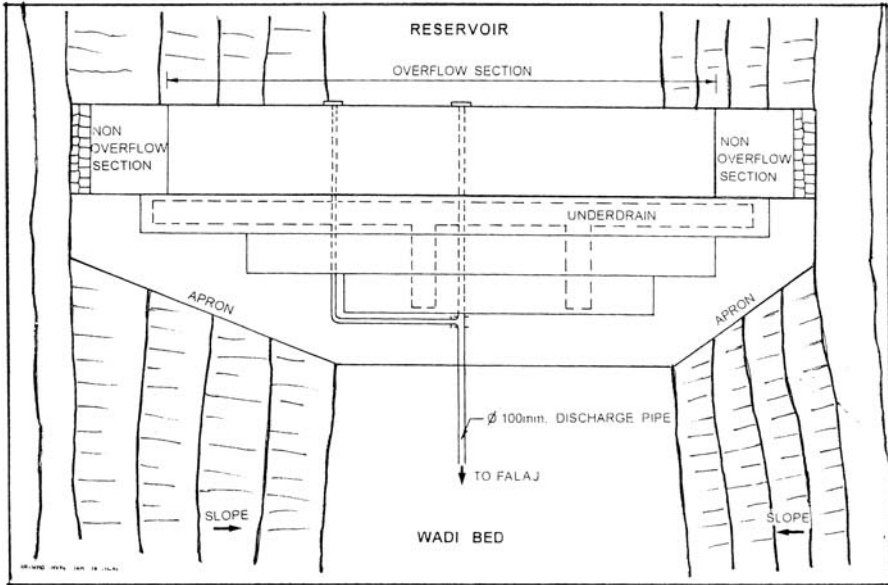 RESERVOIR
OVERFLOW SECTION
NON
OVERFLOW
SECTION
NON
OVERFLOW
SECTION
UNDERDRAIN
APRON
APRON
Ø 100mm. DISCHARGE PIPE
TO FALAJ
SLOPE
SLOPE
WADI BED